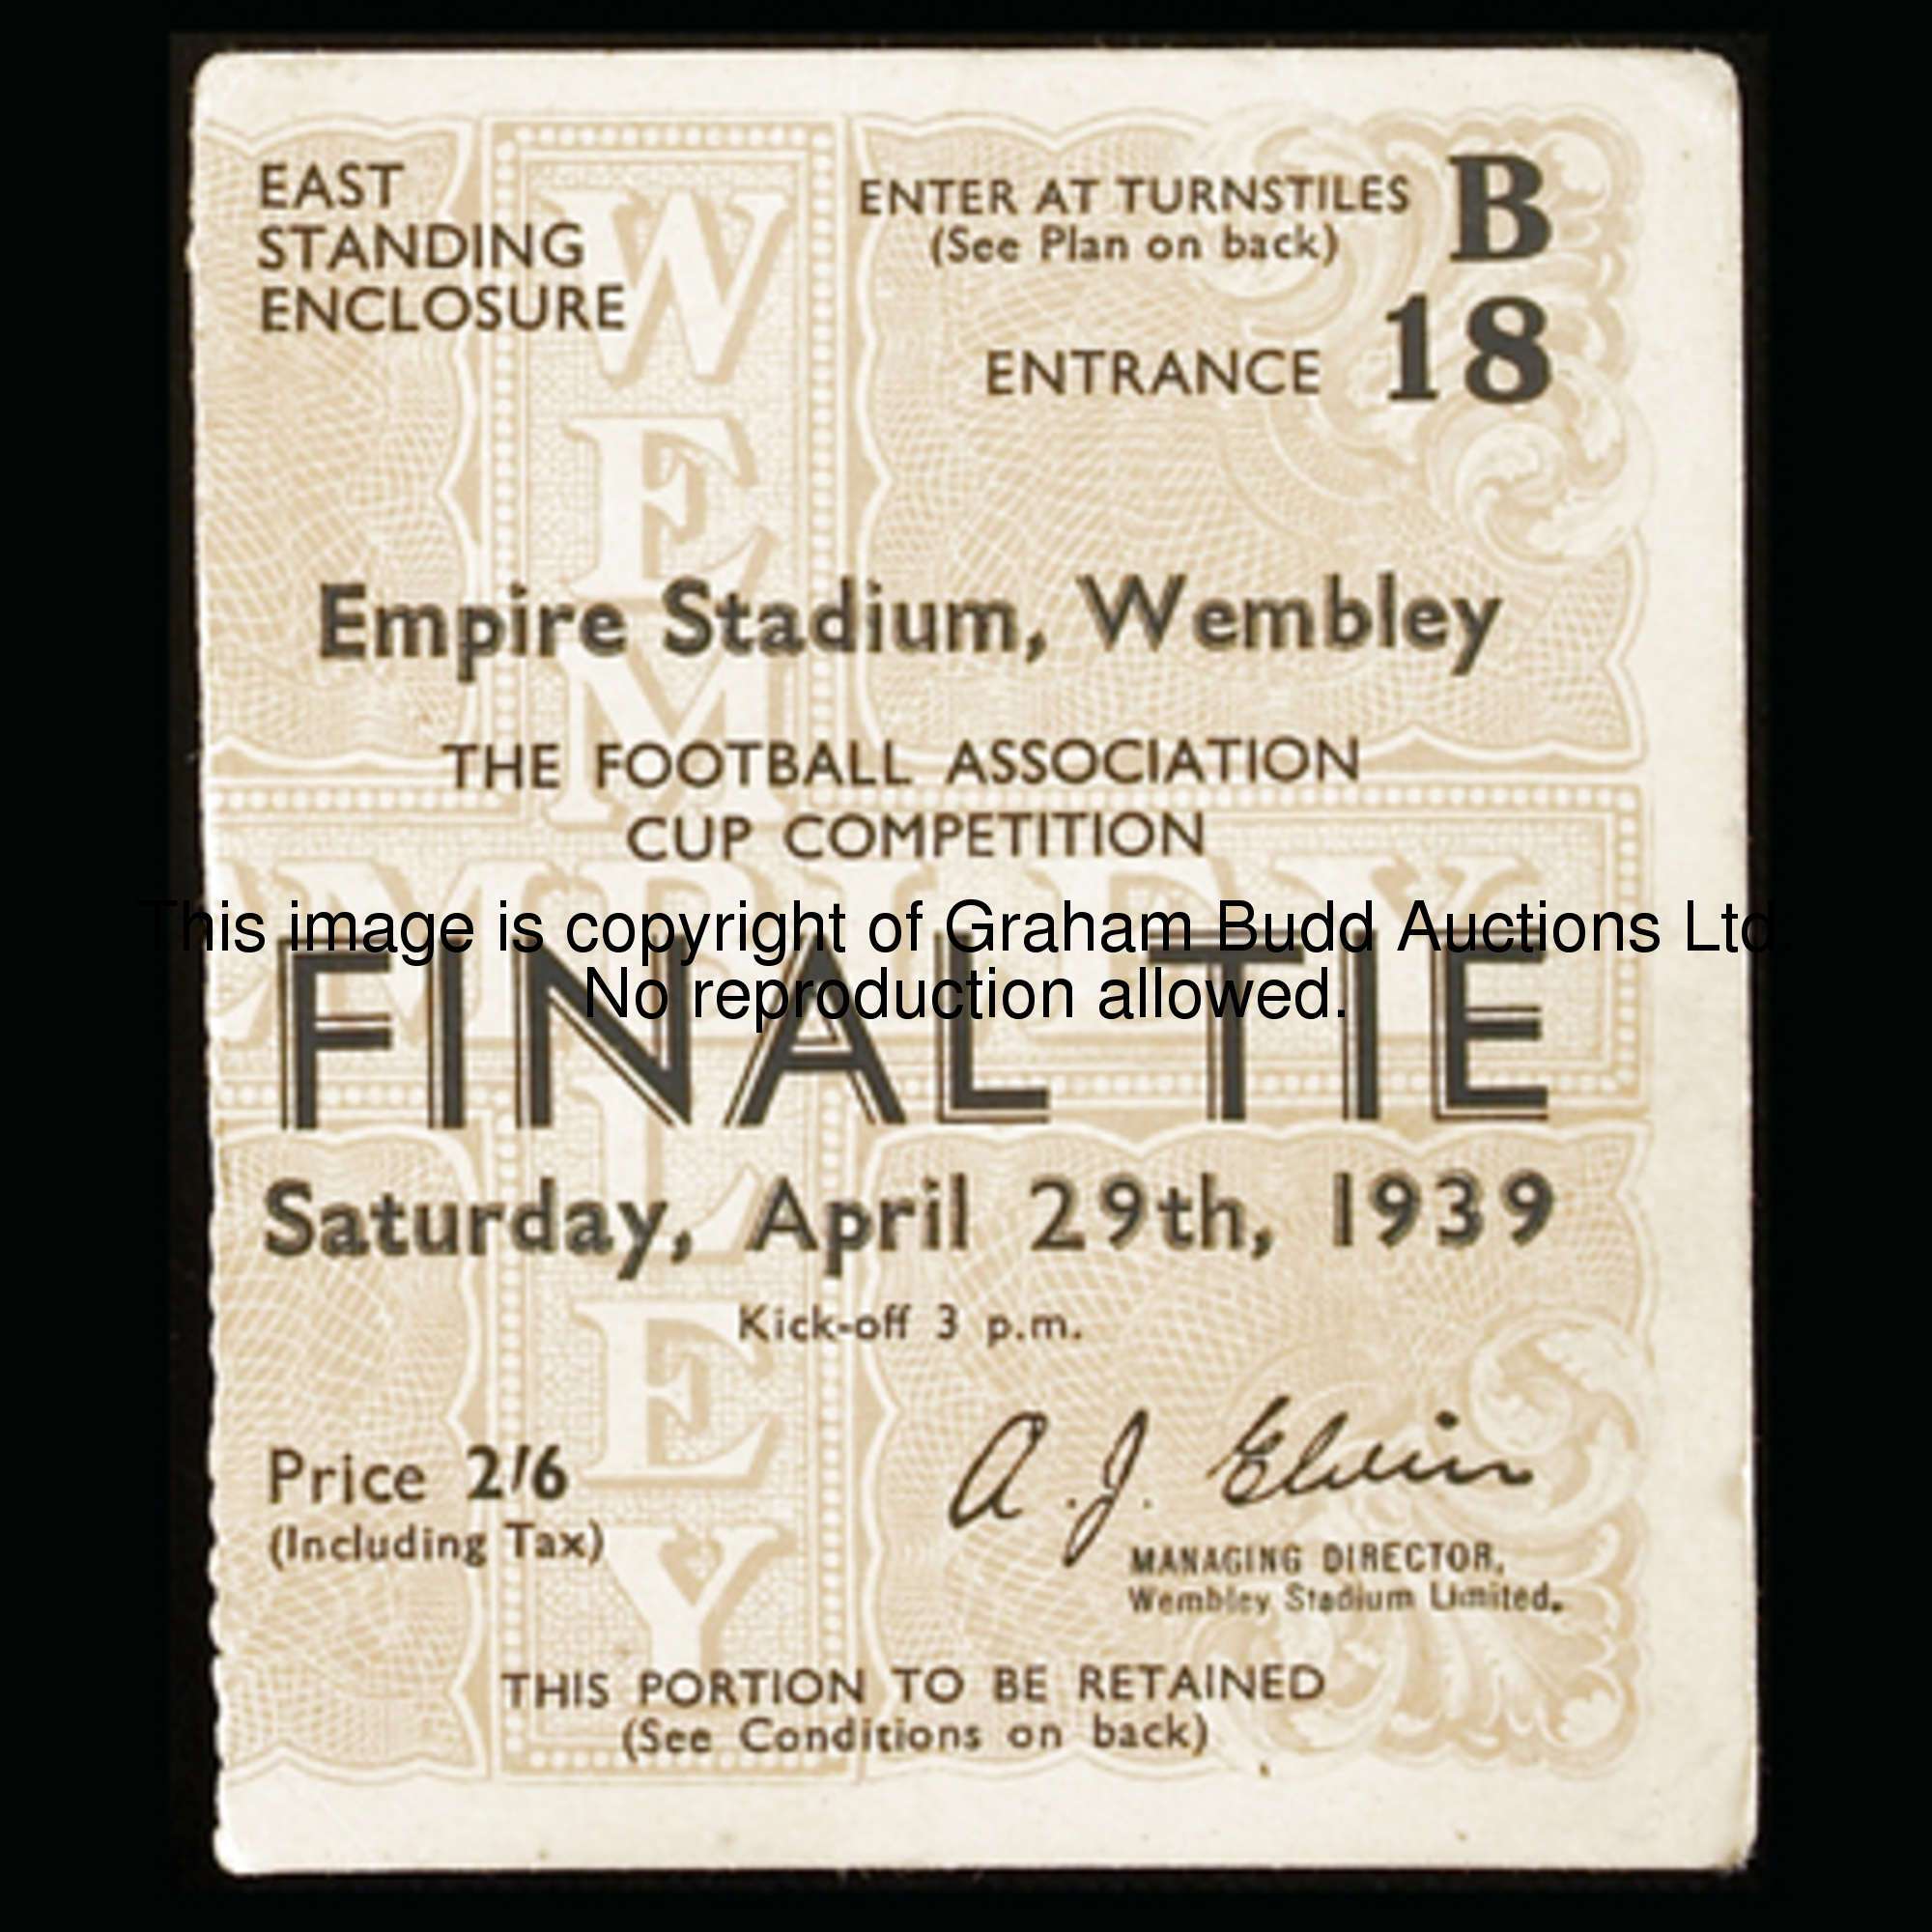 EAST
STANDING
ENCLOSURE
ENTER AT TURNSTILES B
(See Plan on back)
ENTRANCE 18
WEMBLEY
Empire Stadium, Wembley
THE FOOTBALL ASSOCIATION
CUP COMPETITION
EMBLEY
This image is copyright of Graham Budd Auctions Ltd
No reproduction allowed.
FINAL TIE
Saturday, April 29th, 1939
Kick-off 3 p.m.
Price 2/6
(Including Tax)
A. J. Elvin
MANAGING DIRECTOR,
Wembley Stadium Limited.
THIS PORTION TO BE RETAINED
(See Conditions on back)